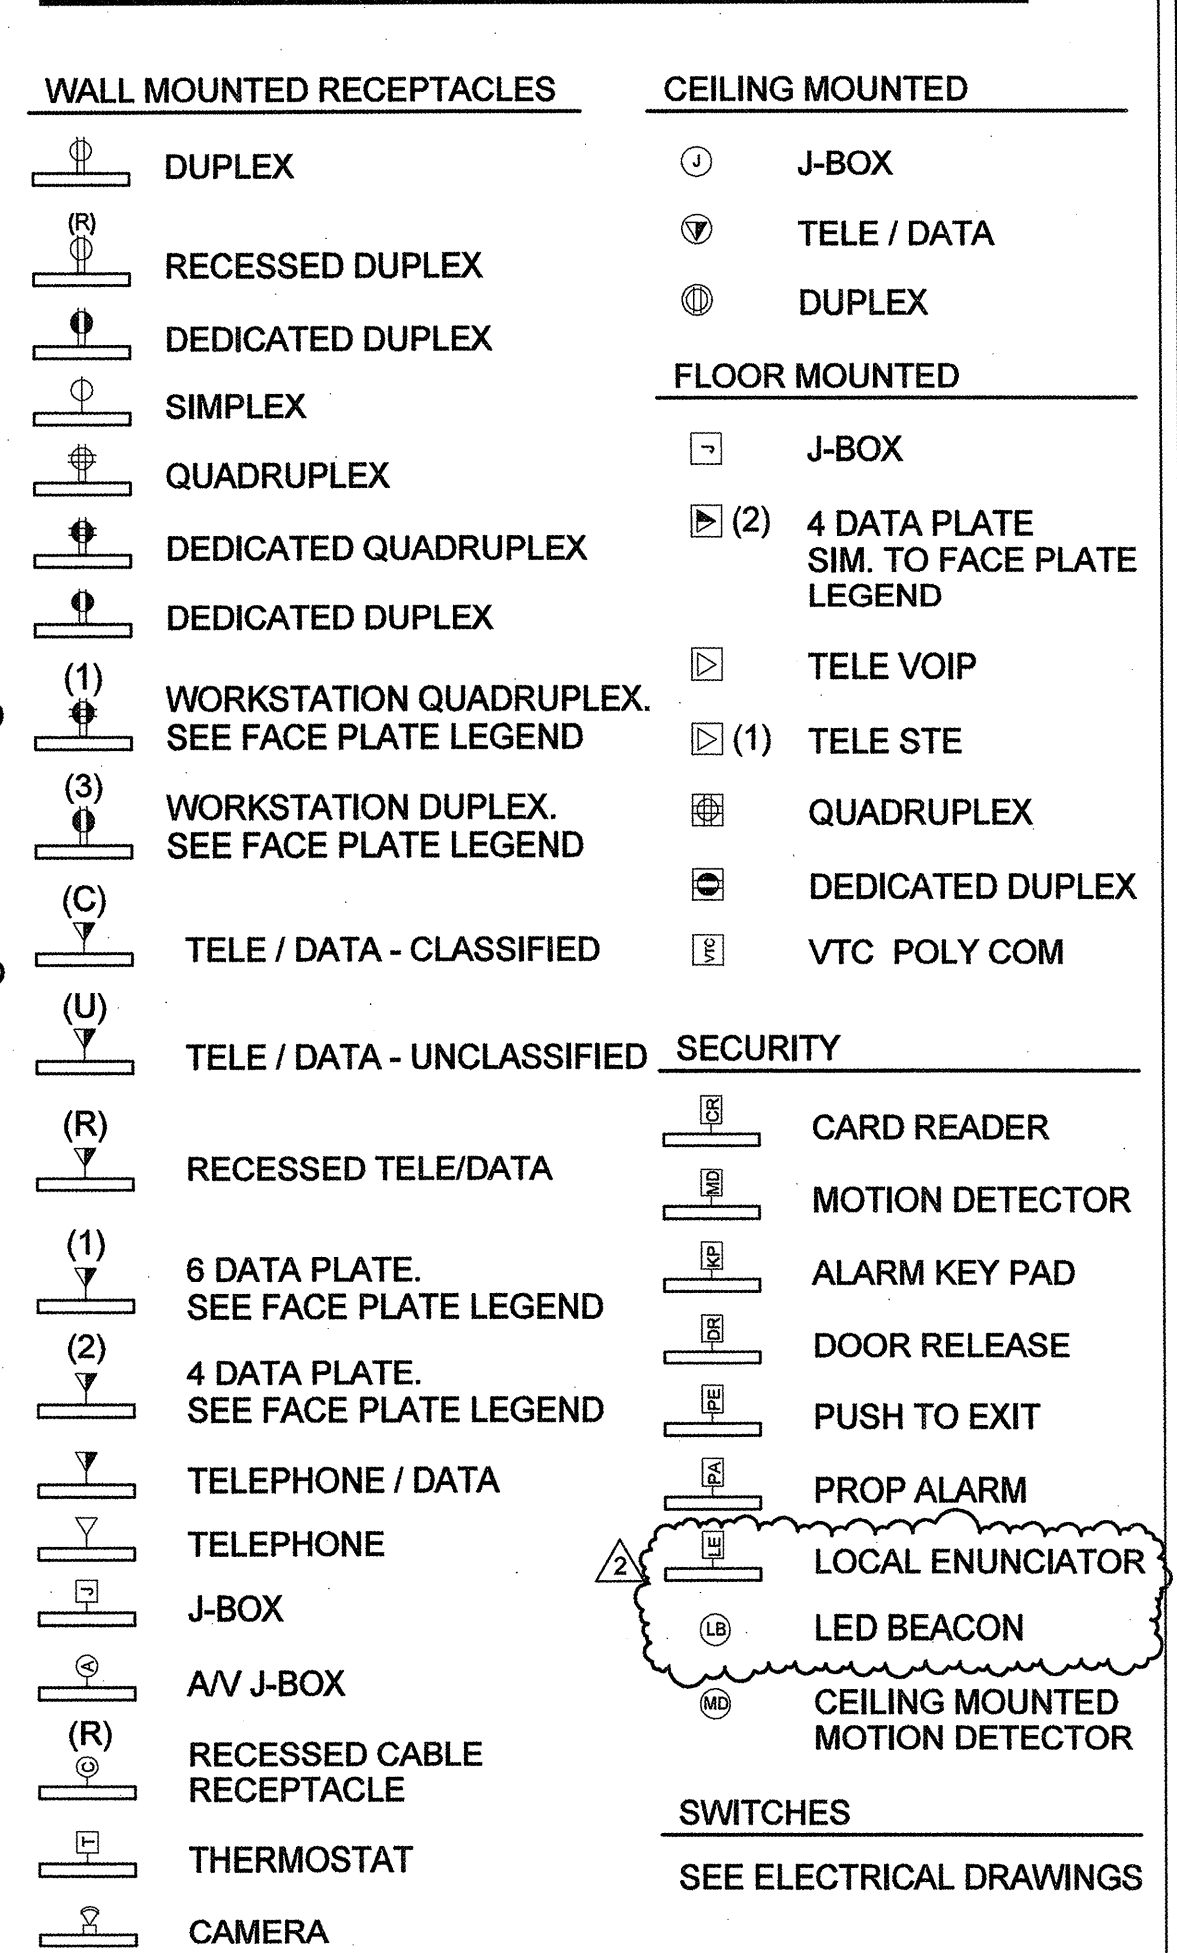 WALL MOUNTED RECEPTACLES
DUPLEX
(R)
RECESSED DUPLEX
DEDICATED DUPLEX
SIMPLEX
QUADRUPLEX
DEDICATED QUADRUPLEX
DEDICATED DUPLEX
(1)
WORKSTATION QUADRUPLEX.
SEE FACE PLATE LEGEND
(3)
WORKSTATION DUPLEX.
SEE FACE PLATE LEGEND
(C)
TELE / DATA - CLASSIFIED
(U)
TELE / DATA - UNCLASSIFIED
(R)
RECESSED TELE/DATA
(1)
6 DATA PLATE.
SEE FACE PLATE LEGEND
(2)
4 DATA PLATE.
SEE FACE PLATE LEGEND
TELEPHONE / DATA
TELEPHONE
J J-BOX
A A/V J-BOX
(R)
C RECESSED CABLE
RECEPTACLE
T THERMOSTAT
CAMERA
CEILING MOUNTED
J J-BOX
TELE / DATA
DUPLEX
FLOOR MOUNTED
J J-BOX
(2) 4 DATA PLATE
SIM. TO FACE PLATE
LEGEND
TELE VOIP
(1) TELE STE
QUADRUPLEX
DEDICATED DUPLEX
VTC VTC POLY COM
SECURITY
CR CARD READER
MD MOTION DETECTOR
KP ALARM KEY PAD
DR DOOR RELEASE
PE PUSH TO EXIT
PA PROP ALARM
2 LE LOCAL ENUNCIATOR
LB LED BEACON
MD CEILING MOUNTED
MOTION DETECTOR
SWITCHES
SEE ELECTRICAL DRAWINGS